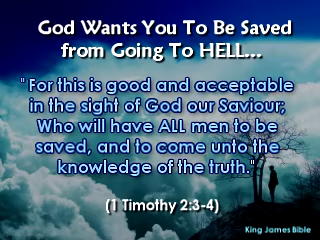 God Wants You To Be Saved
from Going To HELL...
"For this is good and acceptable
in the sight of God our Saviour;
Who will have ALL men to be
saved, and to come unto the
knowledge of the truth."
(1 Timothy 2:3-4)
King James Bible